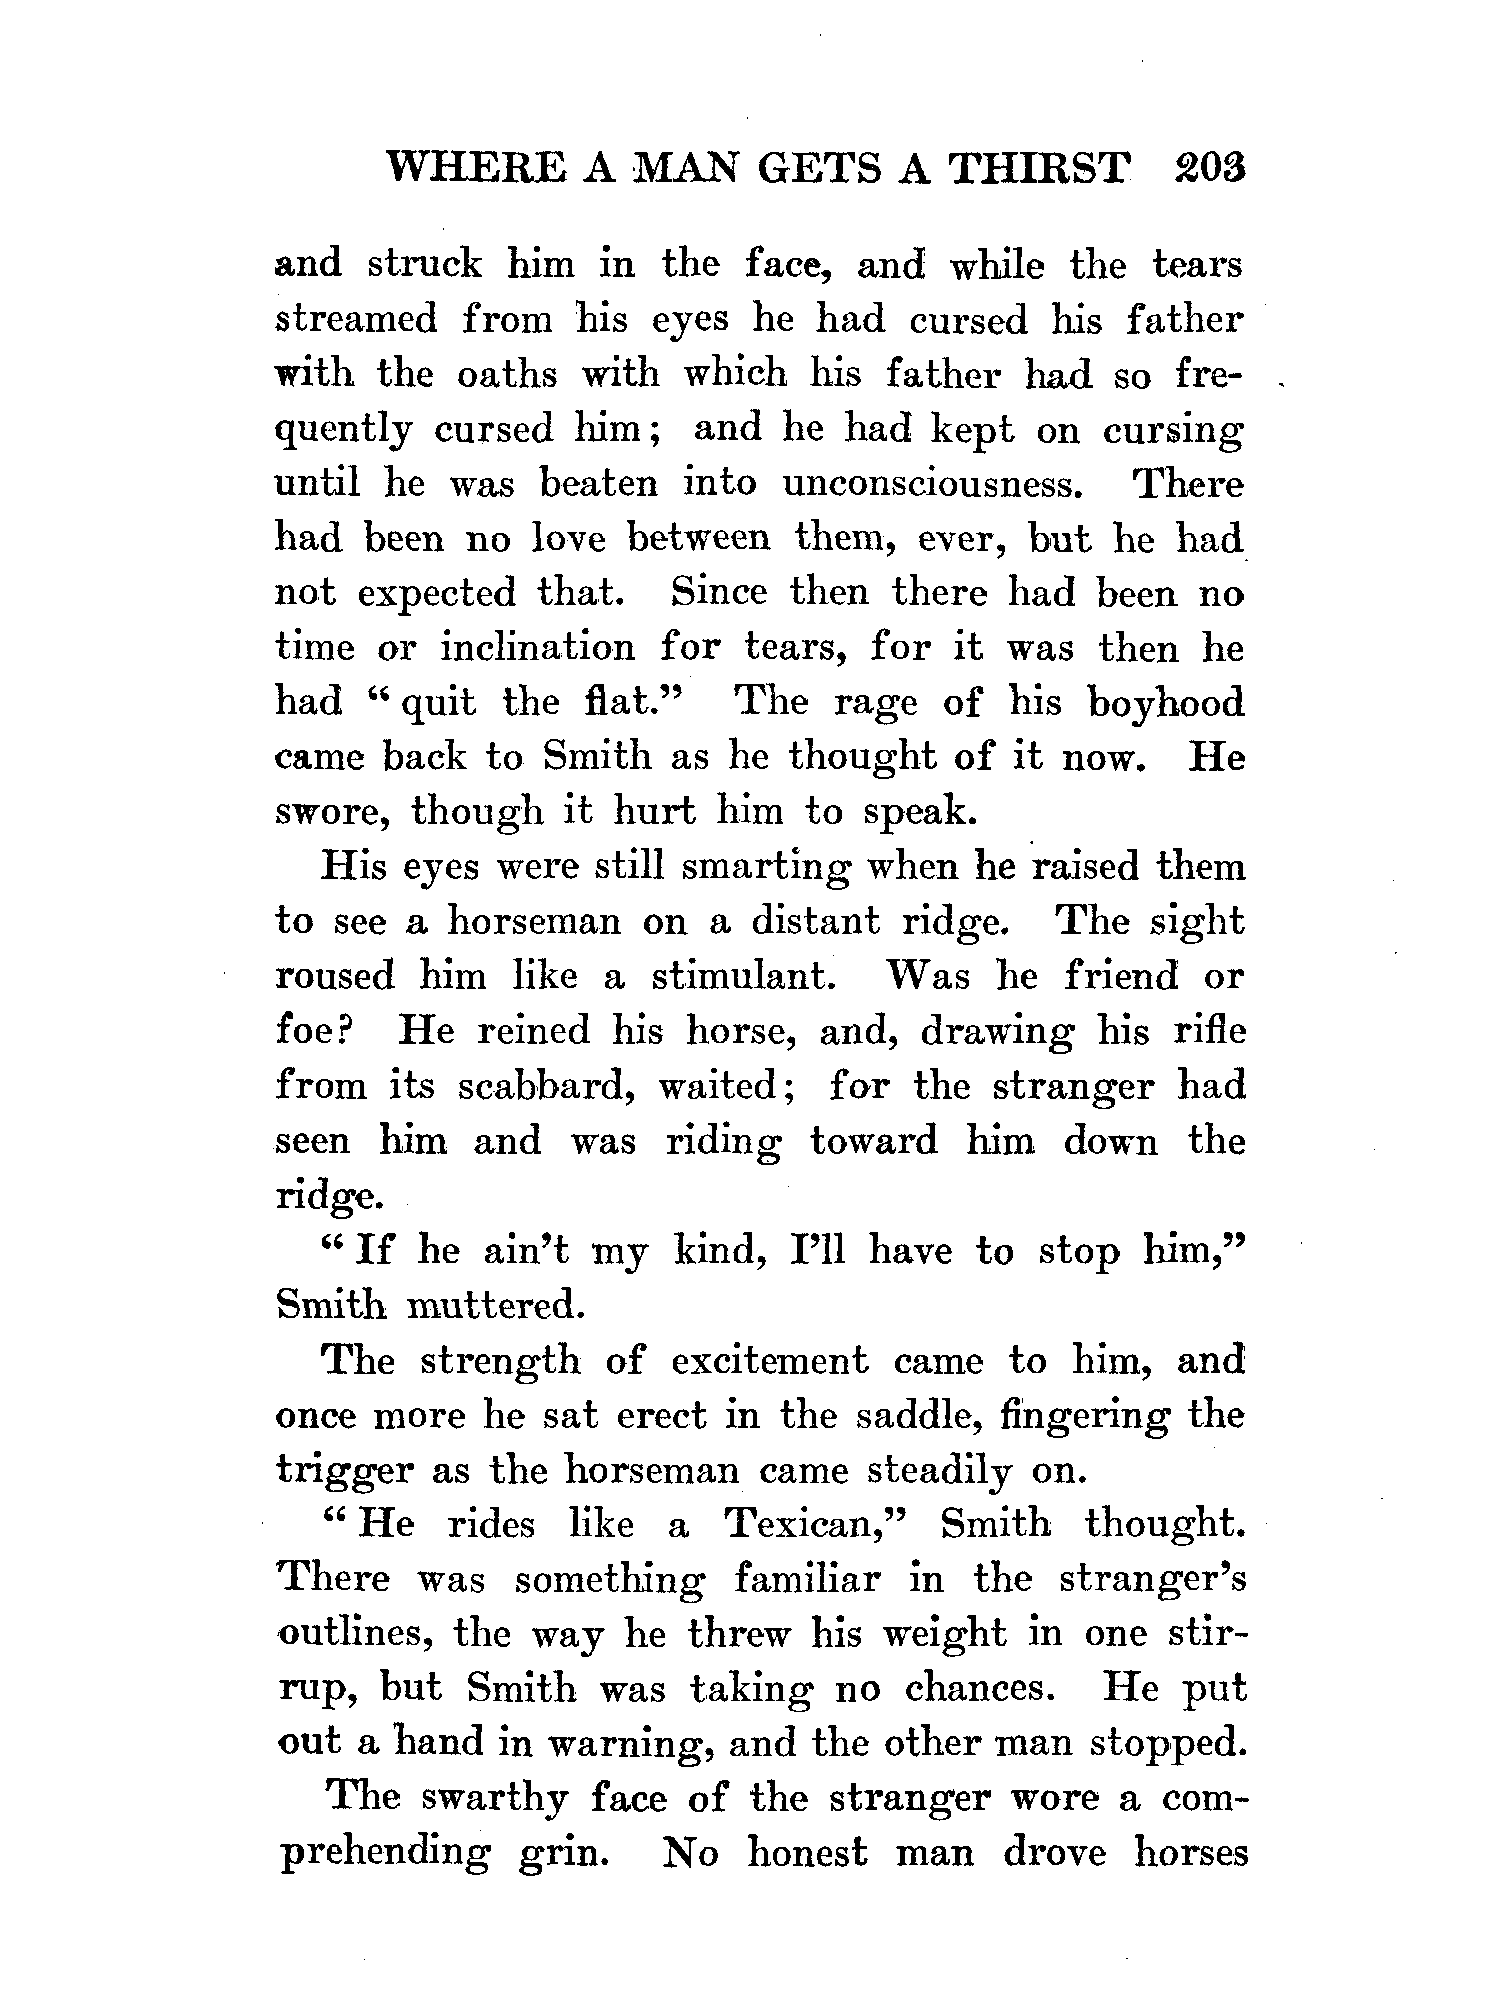 WHERE A MAN GETS A THIRST 203
and struck him in the face, and while the tears
streamed from his eyes he had cursed his father
with the oaths with which his father had so fre-
quently cursed him; and he had kept on cursing
until he was beaten into unconsciousness. There
had been no love between them, ever, but he had
not expected that. Since then there had been no
time or inclination for tears, for it was then he
had “ quit the flat.” The rage of his boyhood
came back to Smith as he thought of it now. He
swore, though it hurt him to speak.
His eyes were still smarting when he raised them
to see a horseman on a distant ridge. The sight
roused him like a stimulant. Was he friend or
foe? He reined his horse, and, drawing his rifle
from its scabbard, waited; for the stranger had
seen him and was riding toward him down the
ridge.
“ If he ain’t my kind, I’ll have to stop him,”
Smith muttered.
The strength of excitement came to him, and
once more he sat erect in the saddle, fingering the
trigger as the horseman came steadily on.
“ He rides like a Texican,” Smith thought.
There was something familiar in the stranger’s
outlines, the way he threw his weight in one stir-
rup, but Smith was taking no chances. He put
out a hand in warning, and the other man stopped.
The swarthy face of the stranger wore a com-
prehending grin. No honest man drove horses